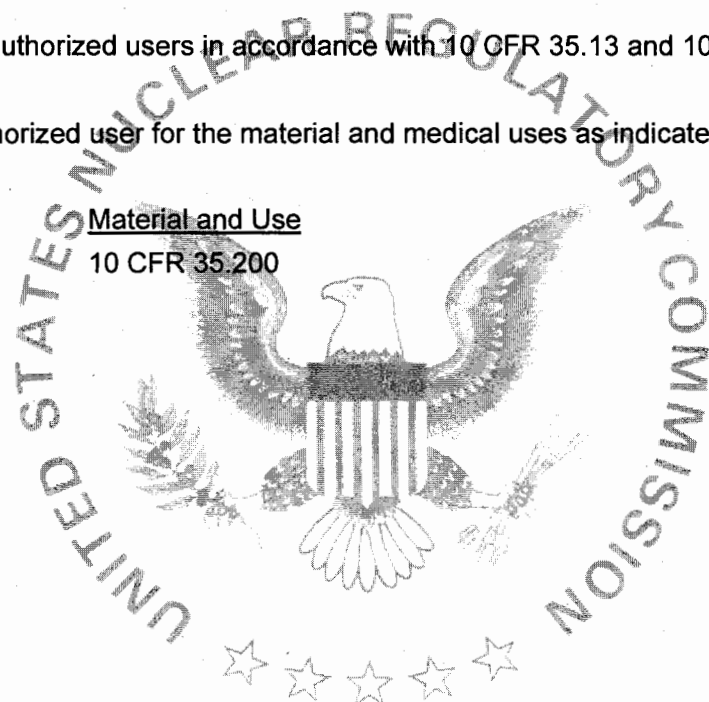 uthorized users in accordance with 10 CFR 35.13 and 10
orized user for the material and medical uses as indicate
Material and Use
10 CFR 35.200
UNITED STATES NUCLEAR REGULATORY COMMISSION